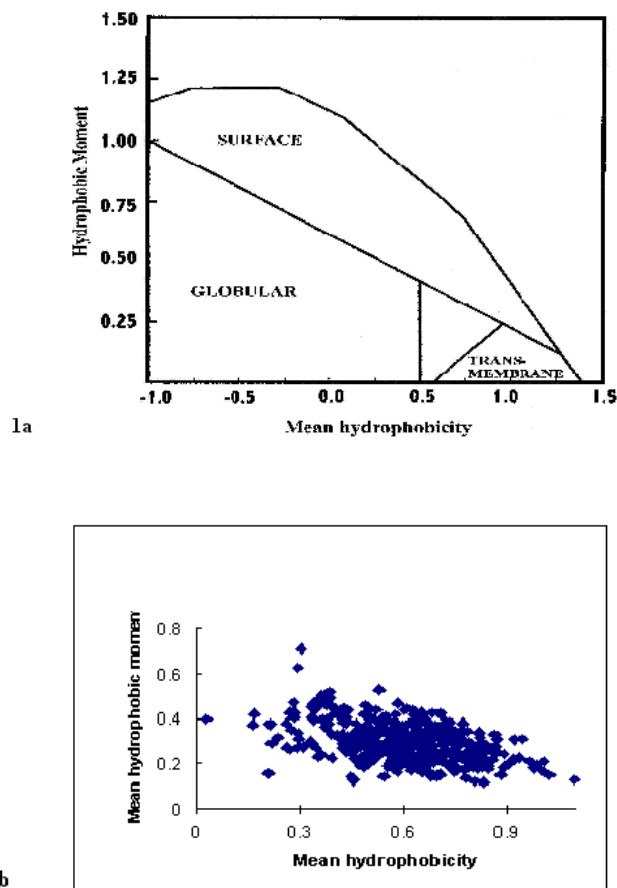 1.50
1.25
1.00
0.75
0.50
0.25
Hydrophobic Moment
SURFACE
GLOBULAR
TRANS-
MEMBRANE
-1.0 -0.5 0.0 0.5 1.0 1.5
Mean hydrophobicity
1a
0.8
0.6
0.4
0.2
0
Mean hydrophobic momen
0 0.3 0.6 0.9
Mean hydrophobicity
b